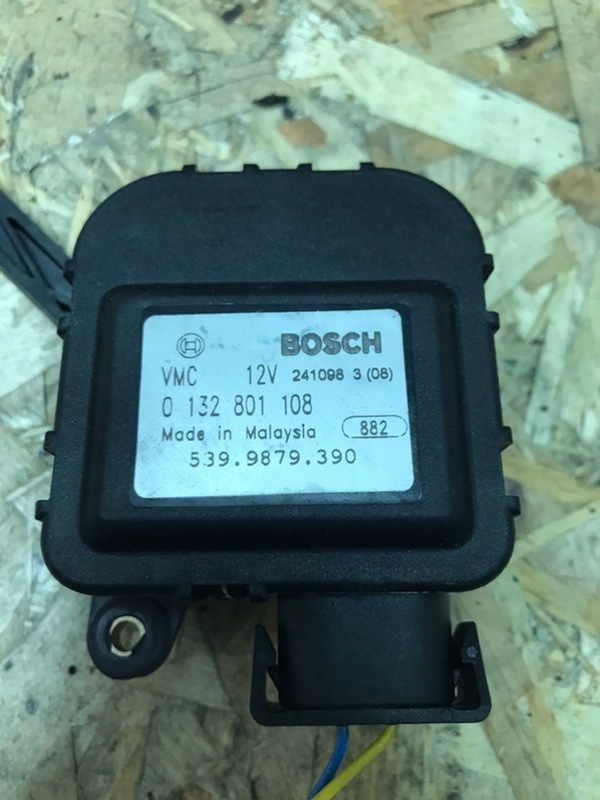 BOSCH
VMC 12V 241098 3 (08)
0 132 801 108
Made in Malaysia 882
539.9879.390